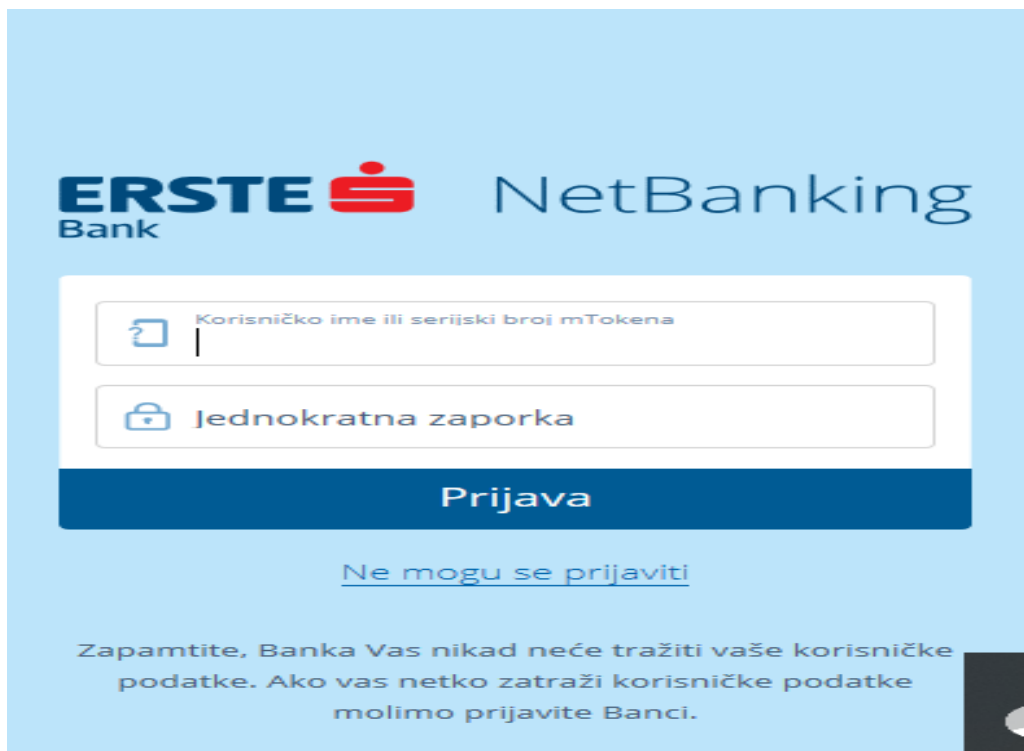 ERSTE NetBanking
Bank
Korisničko ime ili serijski broj mTokena
Jednokratna zaporka
Prijava
Ne mogu se prijaviti
Zapamtite, Banka Vas nikad neće tražiti vaše korisničke
podatke. Ako vas netko zatraži korisničke podatke
molimo prijavite Banci.